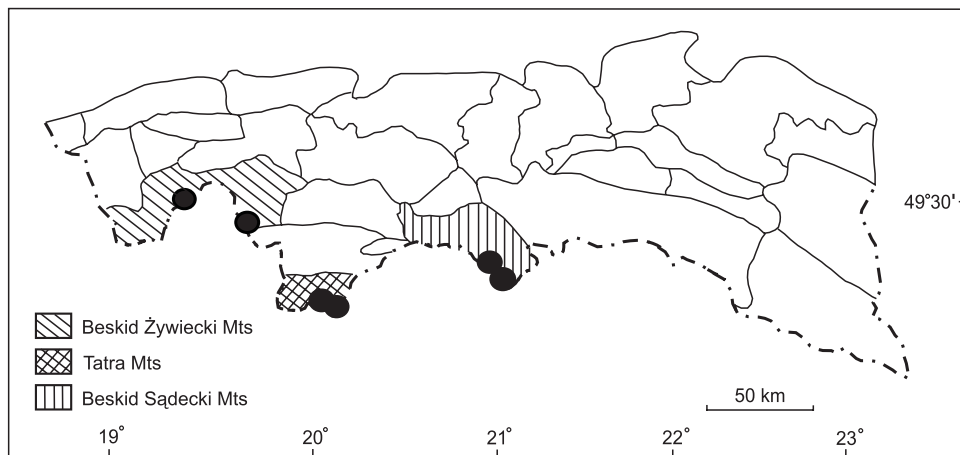 49°30'
Beskid Żywiecki Mts
Tatra Mts
Beskid Sądecki Mts
50 km
19° 20° 21° 22° 23°